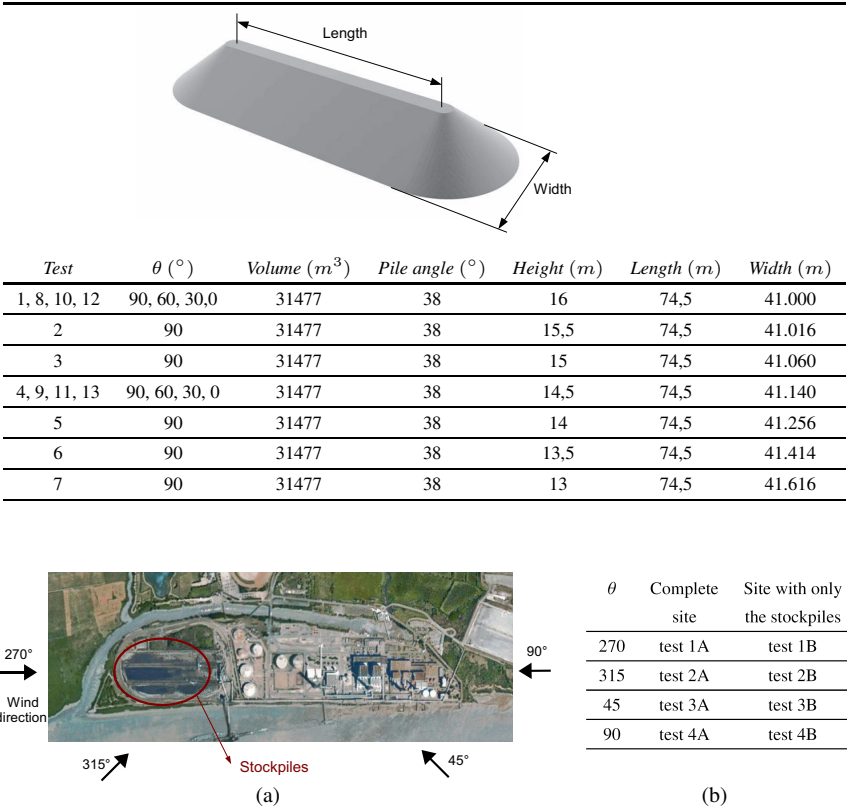 Length
Width
Test θ (°) Volume (m³) Pile angle (°) Height (m) Length (m) Width (m)
1, 8, 10, 12 90, 60, 30,0 31477 38 16 74,5 41.000
2 90 31477 38 15,5 74,5 41.016
3 90 31477 38 15 74,5 41.060
4, 9, 11, 13 90, 60, 30, 0 31477 38 14,5 74,5 41.140
5 90 31477 38 14 74,5 41.256
6 90 31477 38 13,5 74,5 41.414
7 90 31477 38 13 74,5 41.616
270°
Wind
direction
90°
315°
45°
Stockpiles
(a)
θ Complete Site with only
site the stockpiles
270 test 1A test 1B
315 test 2A test 2B
45 test 3A test 3B
90 test 4A test 4B
(b)